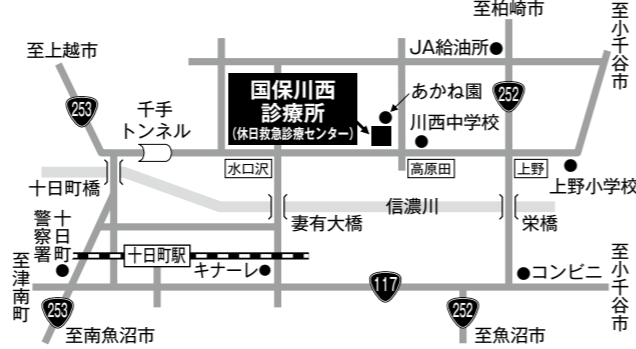 至柏崎市
至小千谷市
至上越市
JA給油所
253
国保川西
診療所
(休日救急診療センター)
あかね園
252
千手
トンネル
川西中学校
水口沢
高原田
上野
上野小学校
十日町橋
信濃川
妻有大橋
栄橋
十日町
警察署
十日町駅
キナーレ
コンビニ
至津南町
117
至小千谷市
253
252
至南魚沼市
至魚沼市